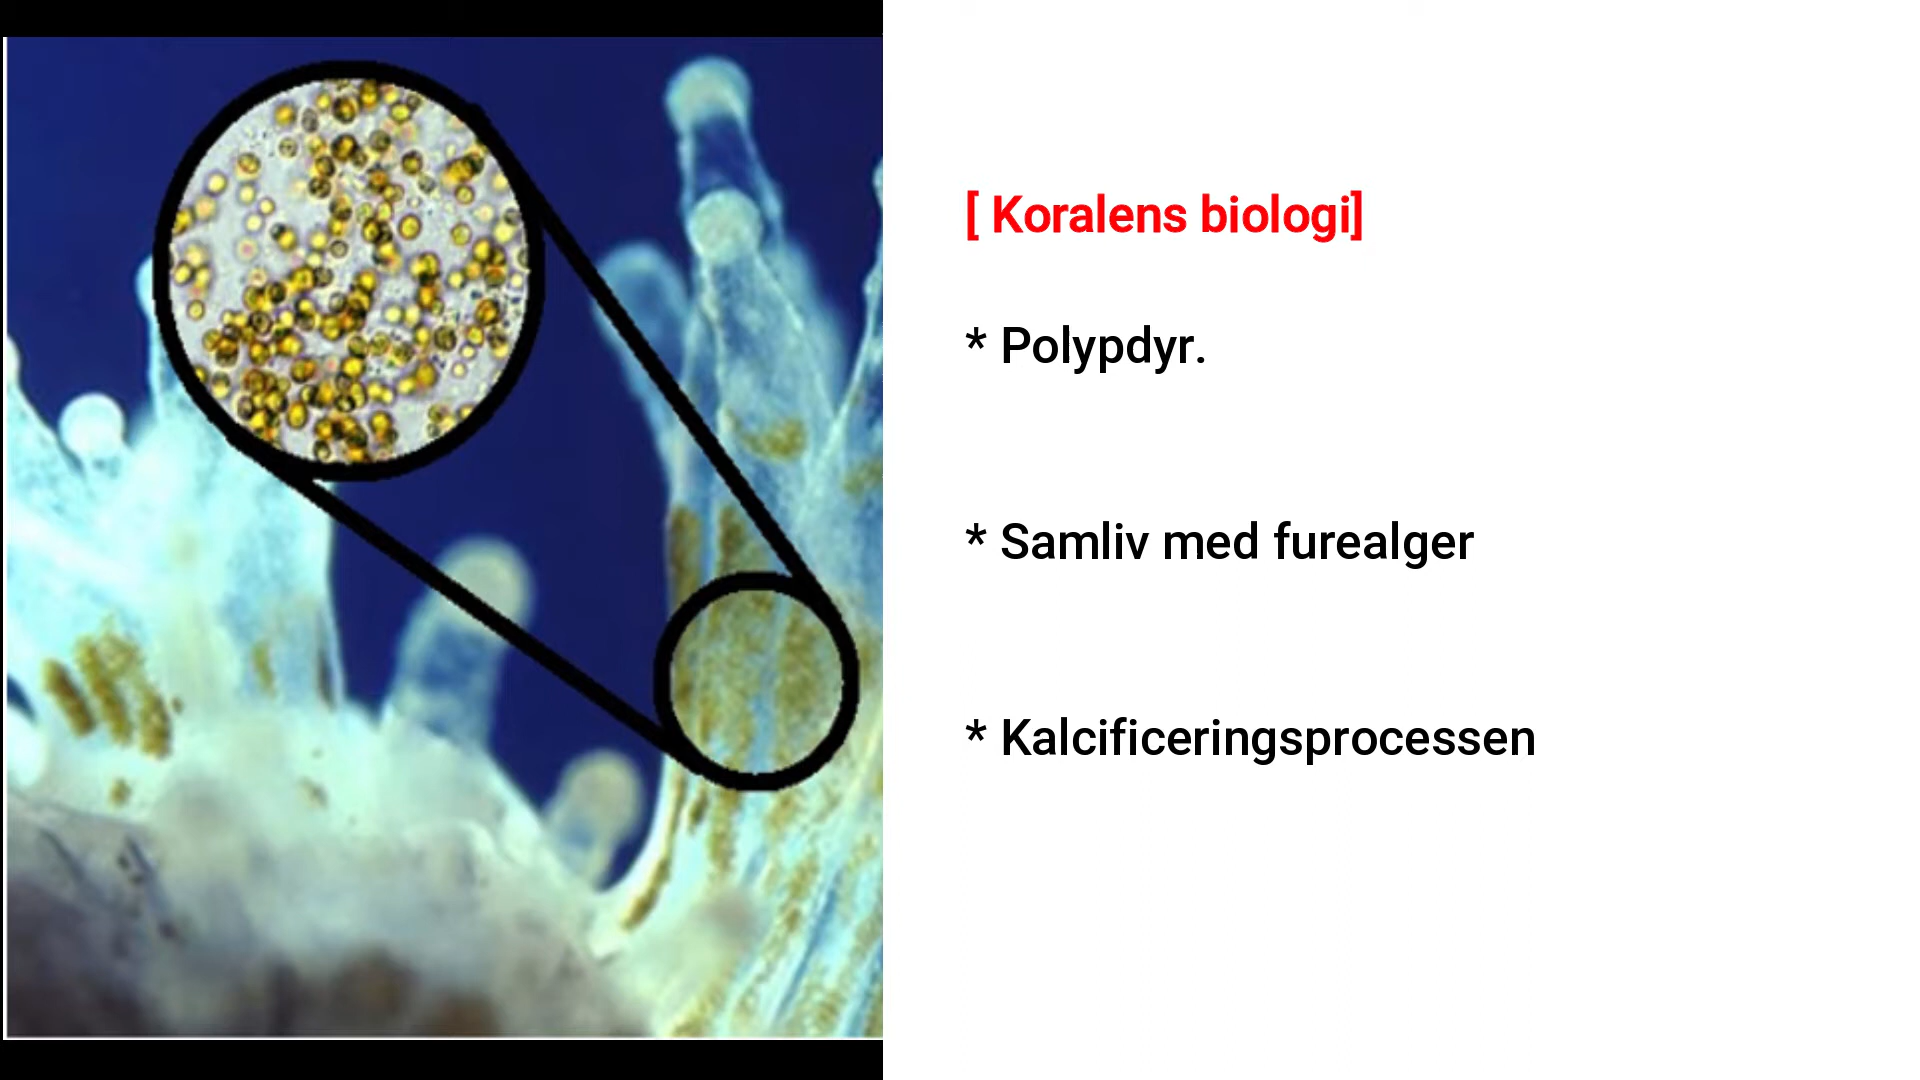 [ Koralens biologi]
* Polypdyr.
* Samliv med furealger
* Kalcificeringsprocessen